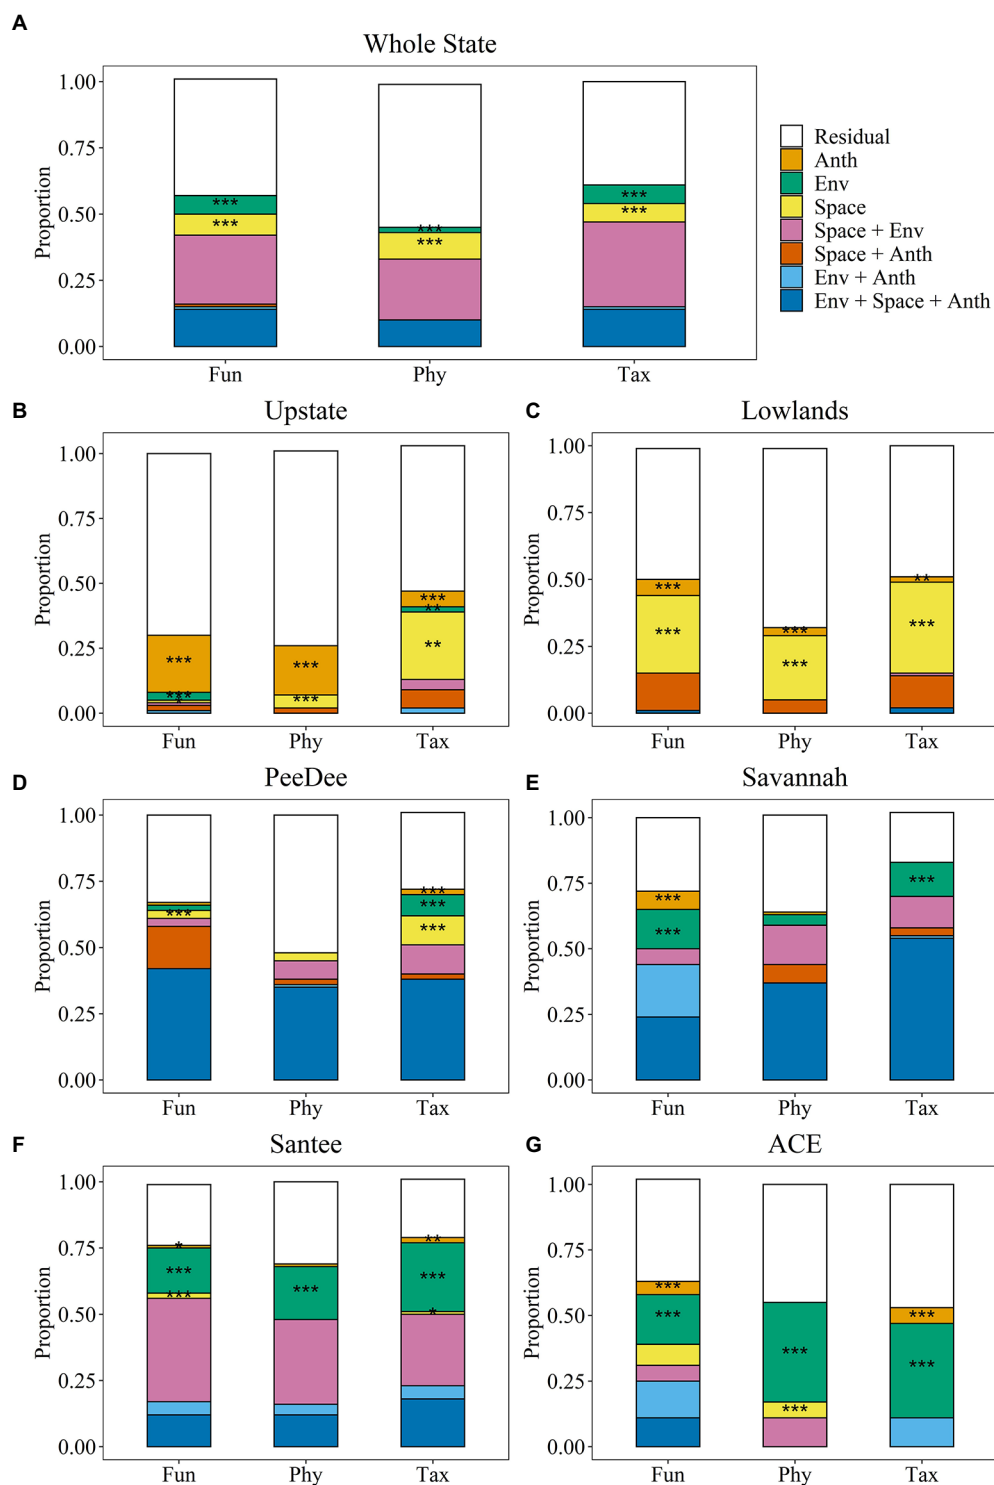 A
Whole State
1.00
0.75
0.50
0.25
0.00
Proportion
***
***
***
***
***
***
Fun Phy Tax
Residual
Anth
Env
Space
Space + Env
Space + Anth
Env + Anth
Env + Space + Anth
B
Upstate
1.00
0.75
0.50
0.25
0.00
Proportion
***
***
*
***
***
***
**
**
Fun Phy Tax
C
Lowlands
1.00
0.75
0.50
0.25
0.00
Proportion
***
***
***
***
**
***
Fun Phy Tax
D
PeeDee
1.00
0.75
0.50
0.25
0.00
Proportion
***
***
***
***
Fun Phy Tax
E
Savannah
1.00
0.75
0.50
0.25
0.00
Proportion
***
***
***
Fun Phy Tax
F
Santee
1.00
0.75
0.50
0.25
0.00
Proportion
*
***
***
***
**
***
*
Fun Phy Tax
G
ACE
1.00
0.75
0.50
0.25
0.00
Proportion
***
***
***
***
***
***
Fun Phy Tax